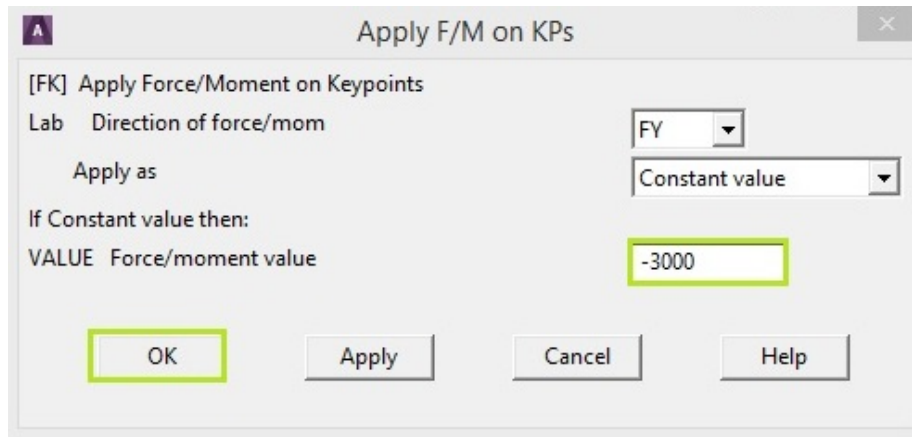 A
Apply F/M on KPs
[FK] Apply Force/Moment on Keypoints
Lab Direction of force/mom FY
Apply as Constant value
If Constant value then:
VALUE Force/moment value -3000
OK Apply Cancel Help